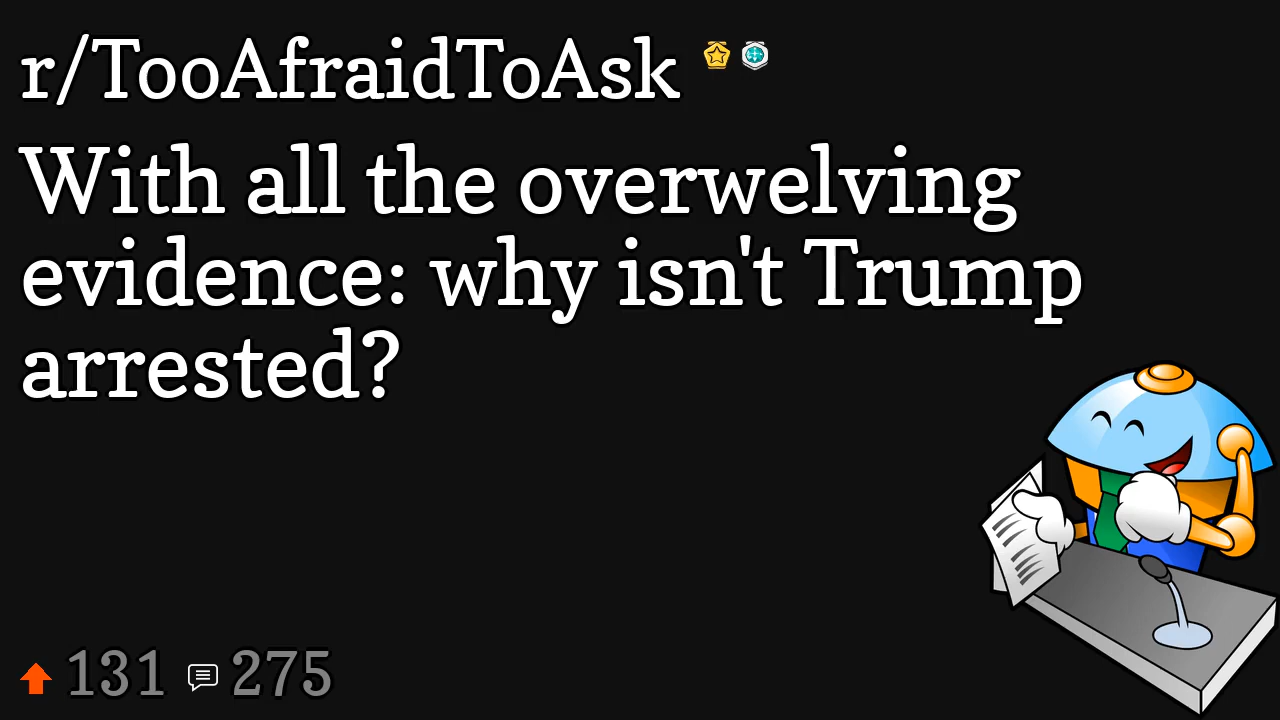 r/TooAfraidToAsk
With all the overwelving
evidence: why isn't Trump
arrested?
131 275